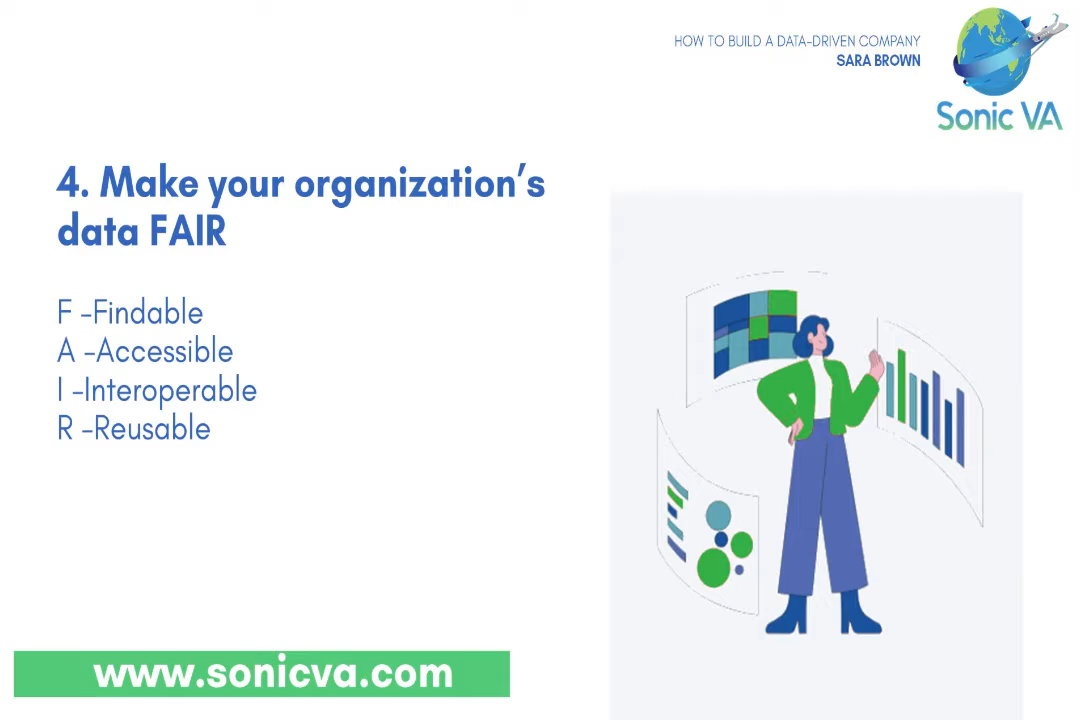 HOW TO BUILD A DATA-DRIVEN COMPANY
SARA BROWN
Sonic VA
4. Make your organization's
data FAIR
F -Findable
A -Accessible
I -Interoperable
R -Reusable
www.sonicva.com